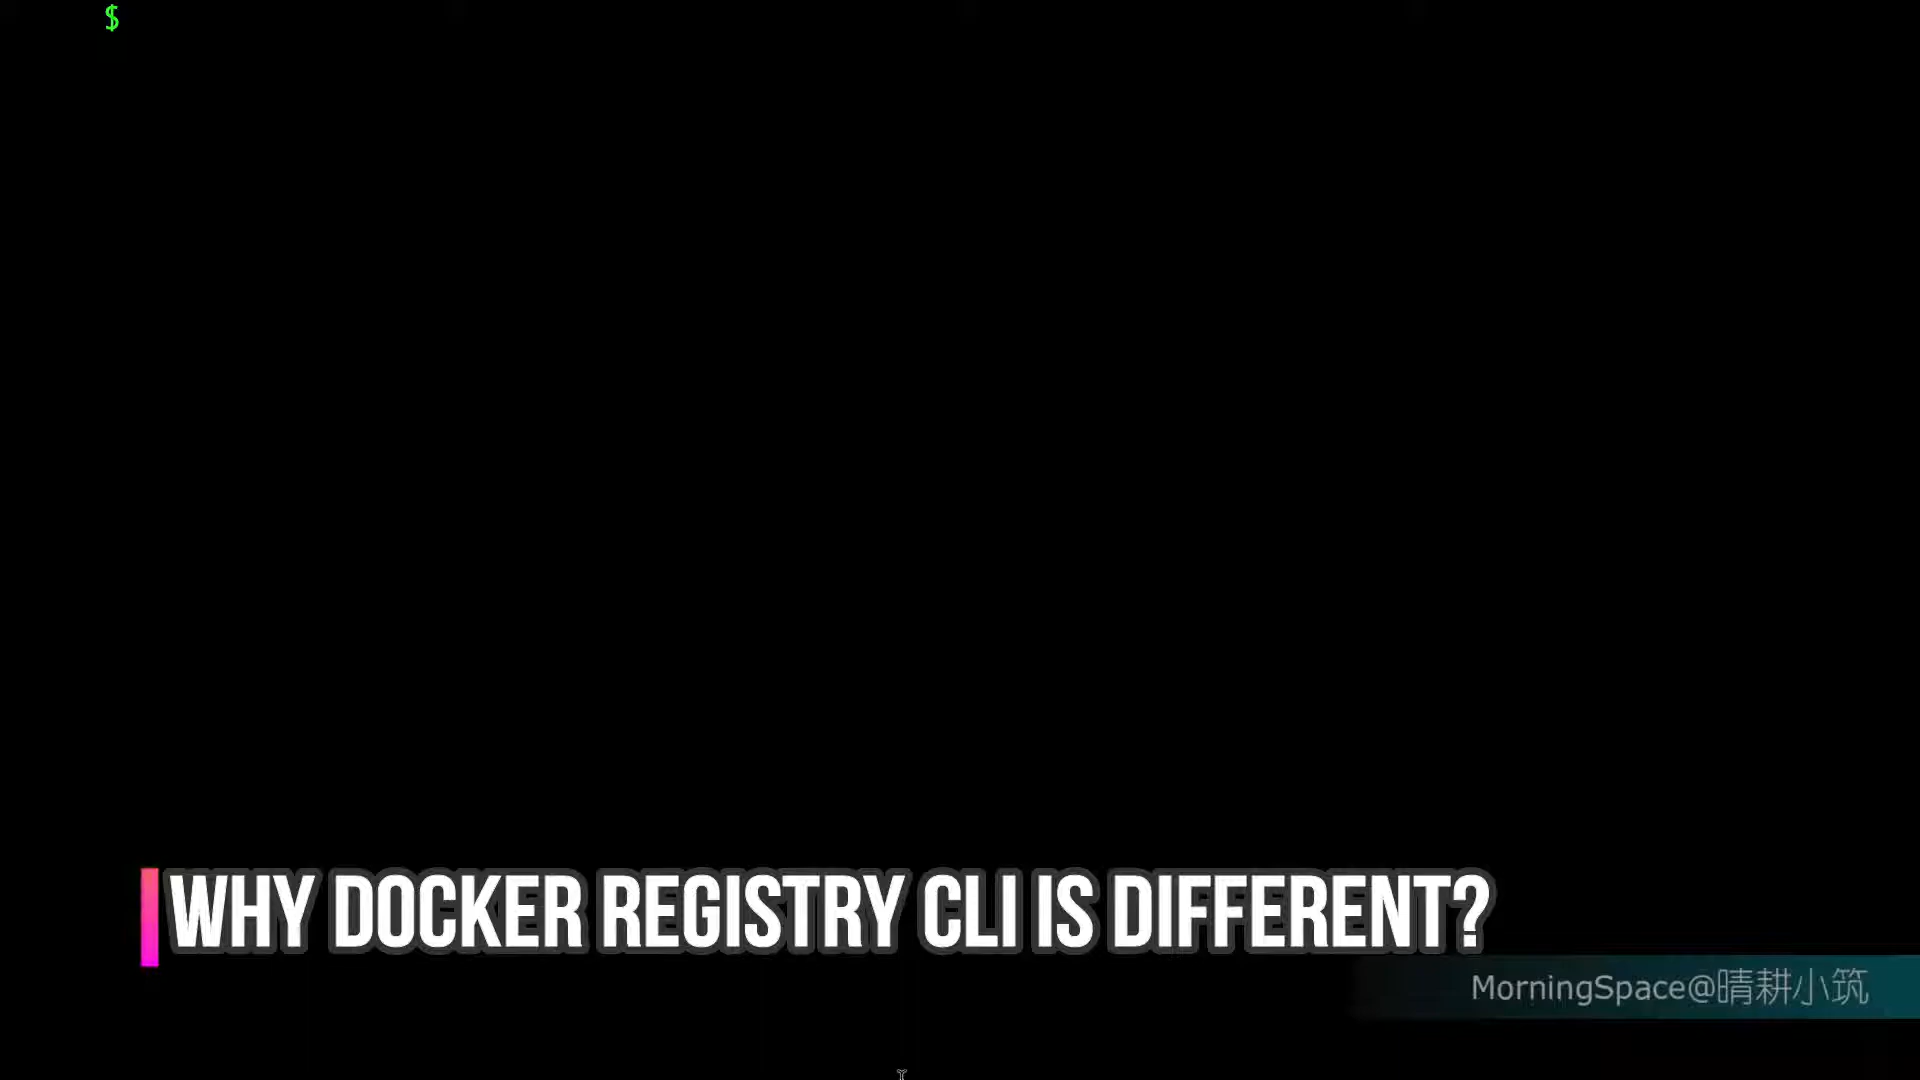 $
WHY DOCKER REGISTRY CLI IS DIFFERENT?
MorningSpace@晴耕小筑